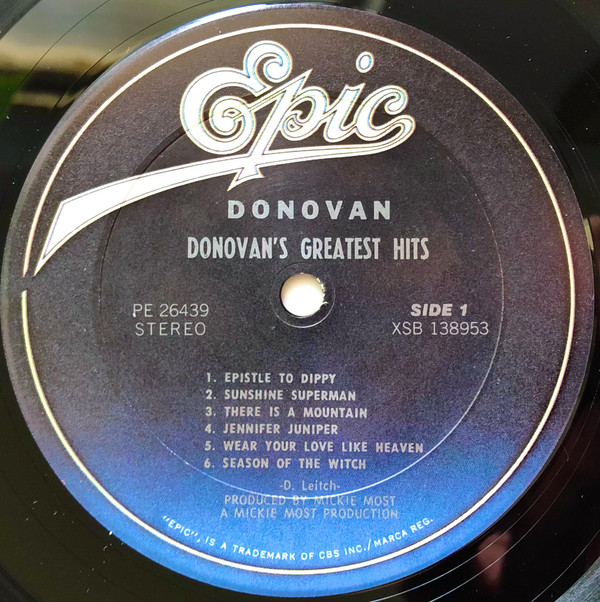 Epic
DONOVAN
DONOVAN'S GREATEST HITS
PE 26439
STEREO
SIDE 1
XSB 138953
1. EPISTLE TO DIPPY
2. SUNSHINE SUPERMAN
3. THERE IS A MOUNTAIN
4. JENNIFER JUNIPER
5. WEAR YOUR LOVE LIKE HEAVEN
6. SEASON OF THE WITCH
-D. Leitch-
PRODUCED BY MICKIE MOST
A MICKIE MOST PRODUCTION
"EPIC", IS A TRADEMARK OF CBS INC./MARCA REG.